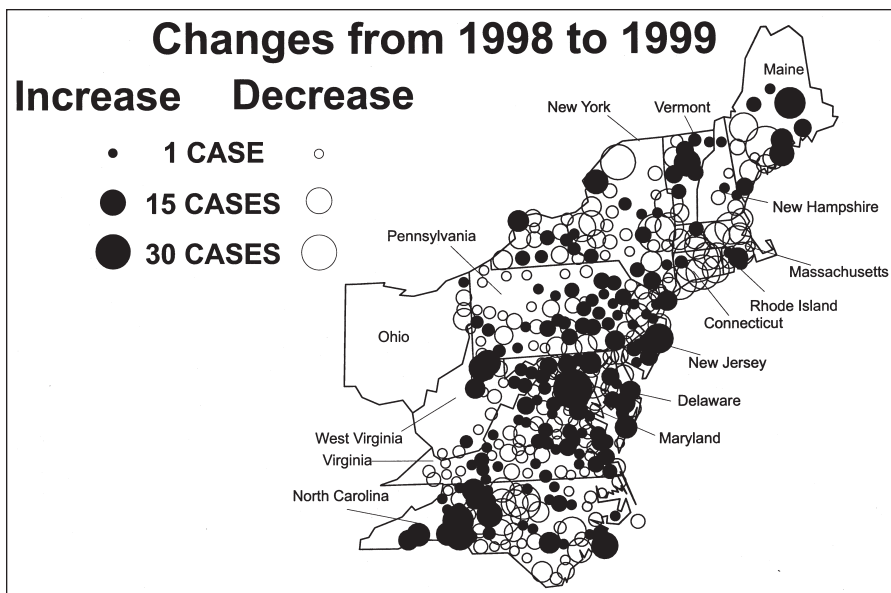 Changes from 1998 to 1999
Increase Decrease
1 CASE
15 CASES
30 CASES
Maine
New York
Vermont
New Hampshire
Pennsylvania
Massachusetts
Rhode Island
Connecticut
Ohio
New Jersey
Delaware
West Virginia
Maryland
Virginia
North Carolina